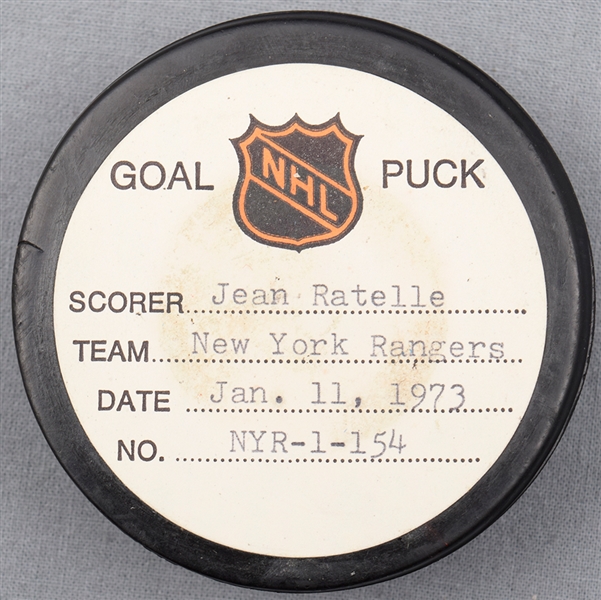 GOAL NHL PUCK
SCORER Jean Ratelle
TEAM New York Rangers
DATE Jan. 11, 1973
NO. NYR-1-154